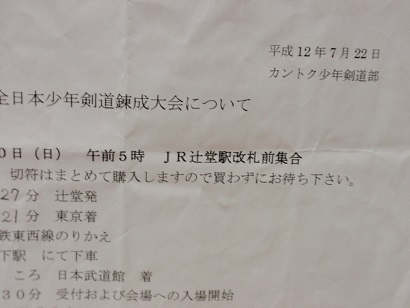 平成12年7月22日
カントク少年剣道部
全日本少年剣道錬成大会について
0日（日） 午前5時 JR辻堂駅改札前集合
切符はまとめて購入しますので買わずにお待ち下さい。
27分 辻堂発
21分 東京着
鉄東西線のりかえ
下駅 にて下車
ころ 日本武道館 着
30分 受付および会場への入場開始